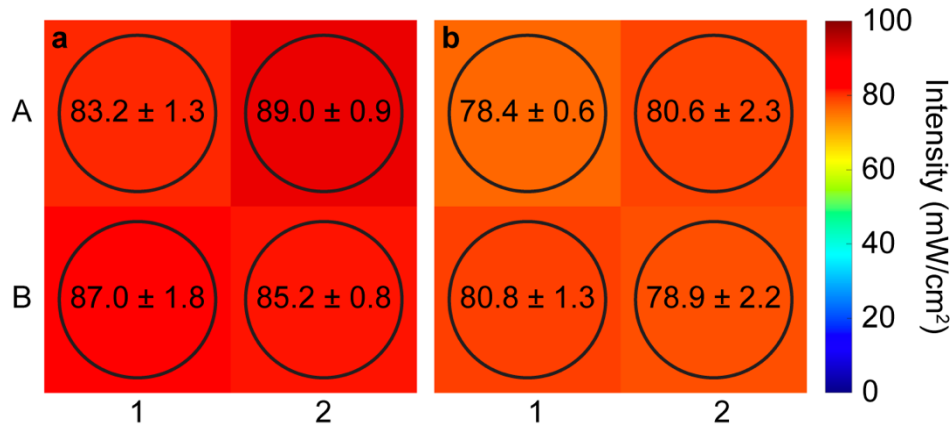 a
b
A
83.2 ± 1.3
89.0 ± 0.9
78.4 ± 0.6
80.6 ± 2.3
B
87.0 ± 1.8
85.2 ± 0.8
80.8 ± 1.3
78.9 ± 2.2
1
2
1
2
100
80
60
40
20
0
Intensity (mW/cm²)